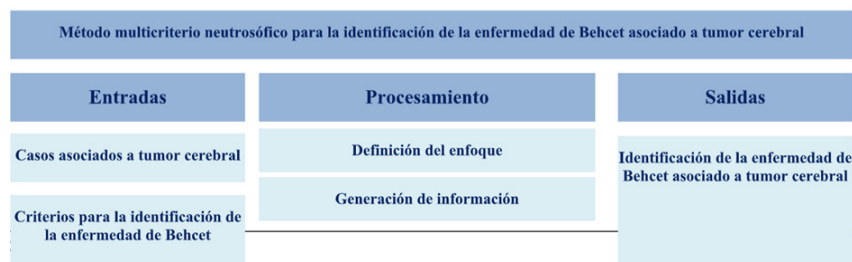 Método multicriterio neutrosófico para la identificación de la enfermedad de Behcet asociado a tumor cerebral
Entradas
Casos asociados a tumor cerebral
Criterios para la identificación de
la enfermedad de Behcet
Procesamiento
Definición del enfoque
Generación de información
Salidas
Identificación de la enfermedad de
Behcet asociado a tumor cerebral